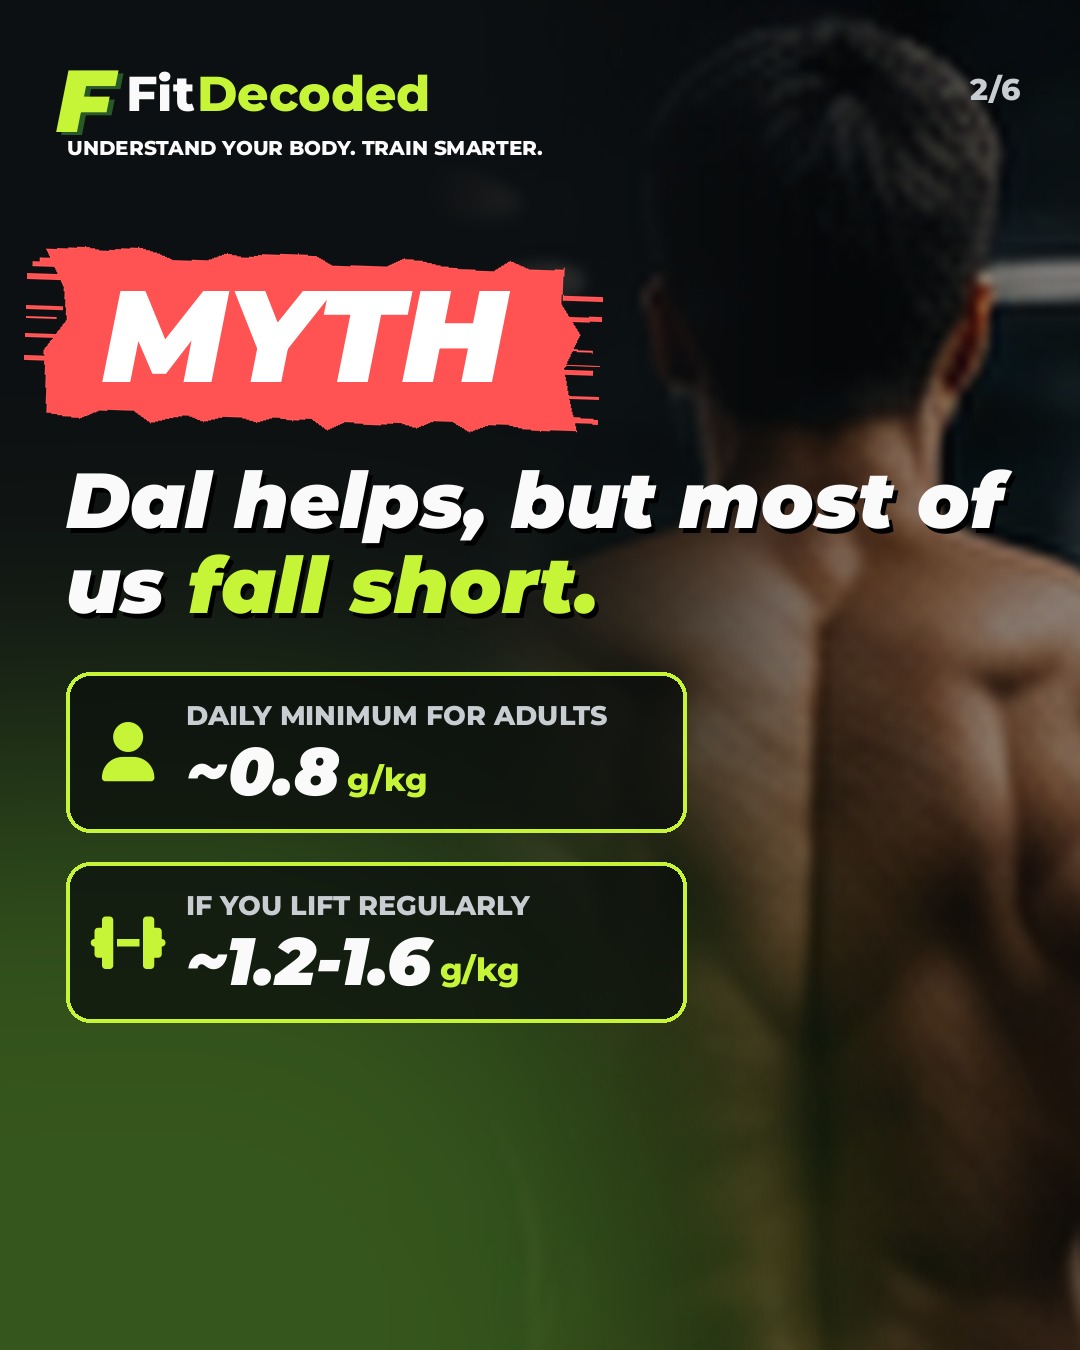 FitDecoded
2/6
UNDERSTAND YOUR BODY. TRAIN SMARTER.
MYTH
Dal helps, but most of
us fall short.
DAILY MINIMUM FOR ADULTS
~0.8 g/kg
IF YOU LIFT REGULARLY
~1.2-1.6 g/kg